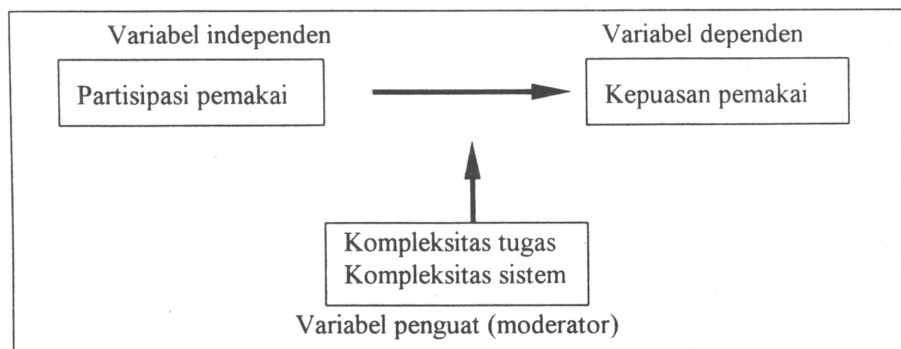 Variabel independen
Variabel dependen
Partisipasi pemakai
Kepuasan pemakai
Kompleksitas tugas
Kompleksitas sistem
Variabel penguat (moderator)